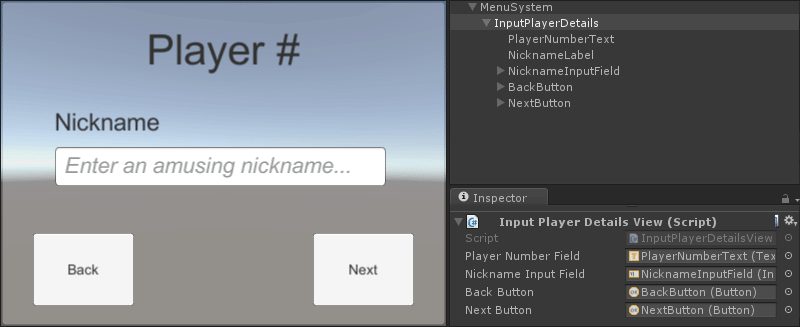 Player #
Nickname
Enter an amusing nickname...
Back
Next
MenuSystem
InputPlayerDetails
PlayerNumberText
NicknameLabel
NicknameInputField
BackButton
NextButton
Inspector
Input Player Details View (Script)
Script InputPlayerDetailsView
Player Number Field PlayerNumberText (Tex
Nickname Input Field NicknameInputField (In
Back Button BackButton (Button)
Next Button NextButton (Button)